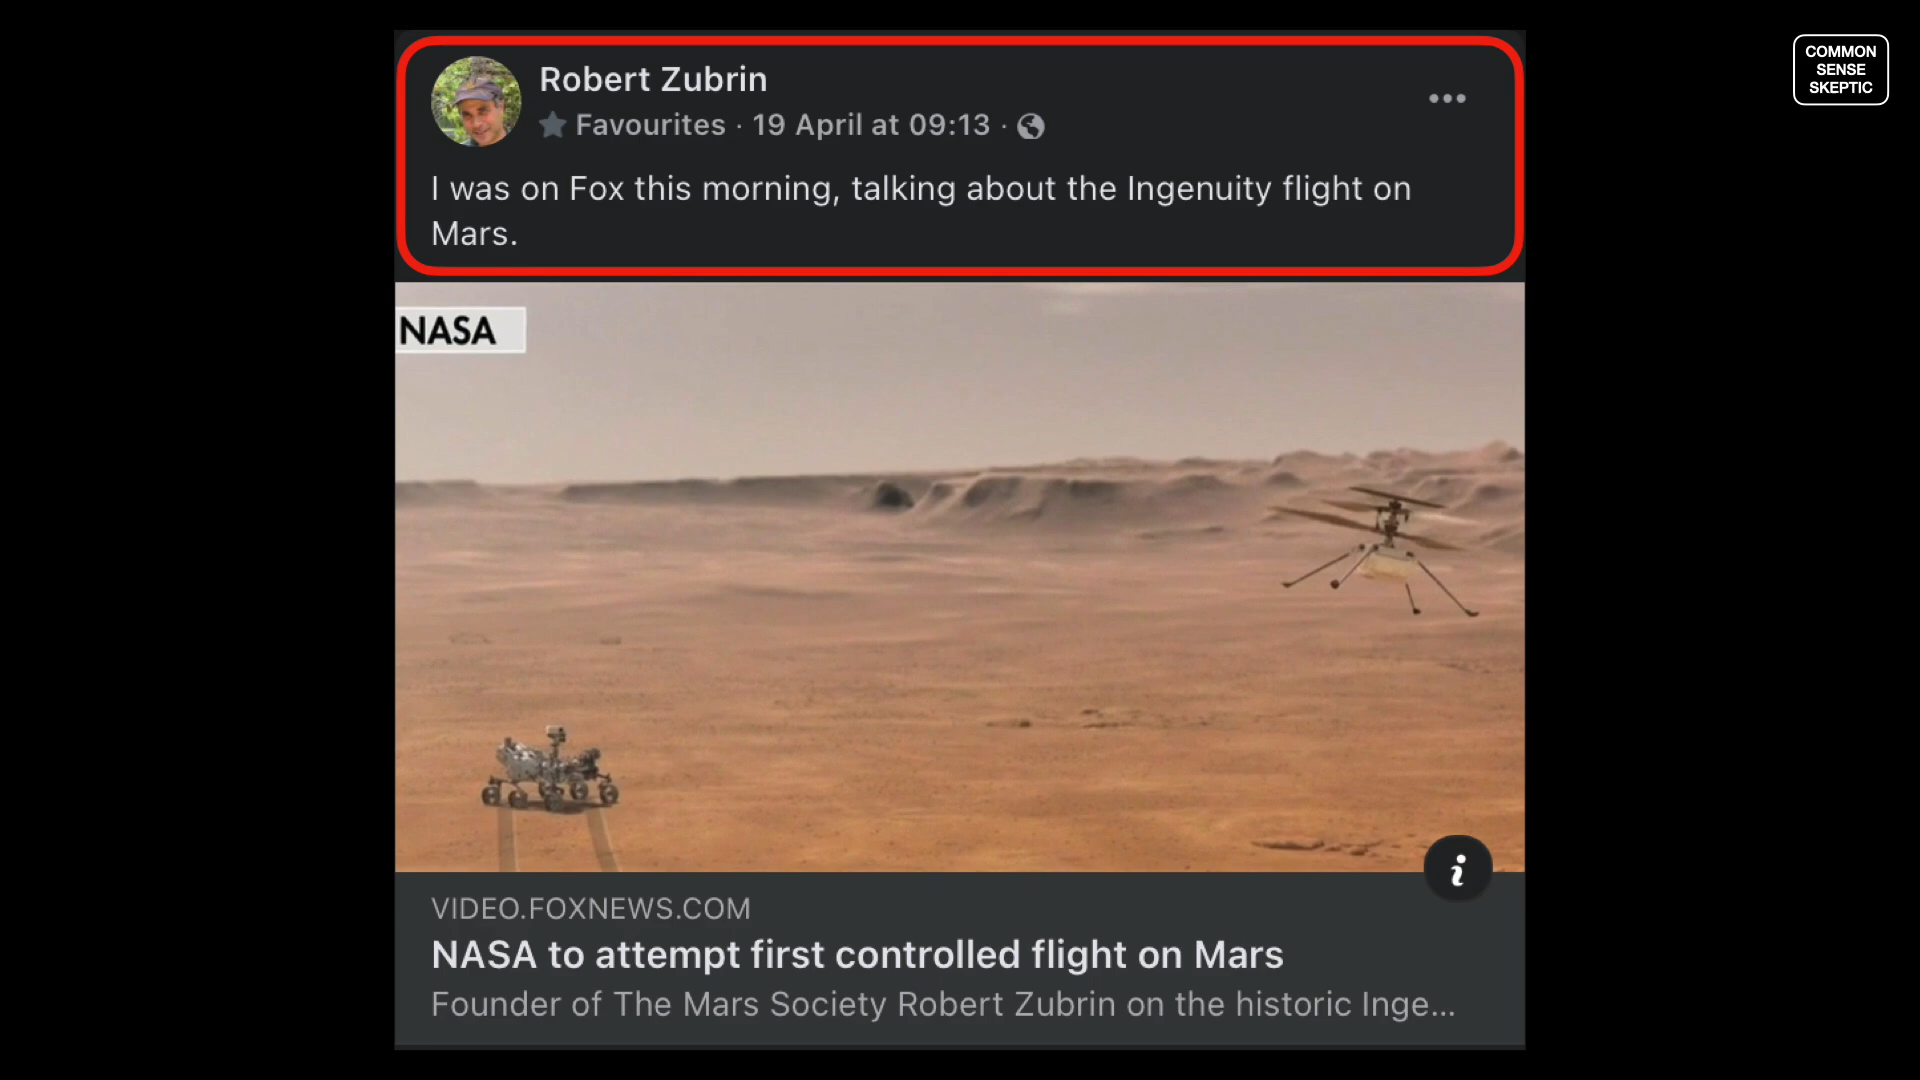 Robert Zubrin
Favourites · 19 April at 09:13 ·
I was on Fox this morning, talking about the Ingenuity flight on
Mars.
COMMON
SENSE
SKEPTIC
NASA
i
VIDEO.FOXNEWS.COM
NASA to attempt first controlled flight on Mars
Founder of The Mars Society Robert Zubrin on the historic Inge...